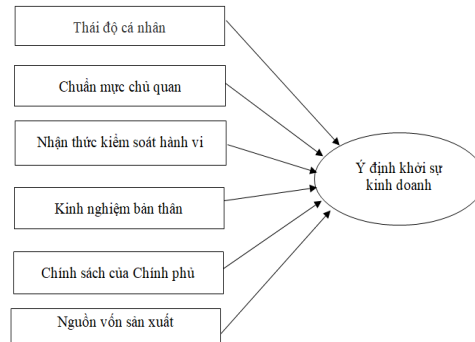 Thái độ cá nhân
Chuẩn mực chủ quan
Nhận thức kiểm soát hành vi
Ý định khởi sự
kinh doanh
Kinh nghiệm bản thân
Chính sách của Chính phủ
Nguồn vốn sản xuất